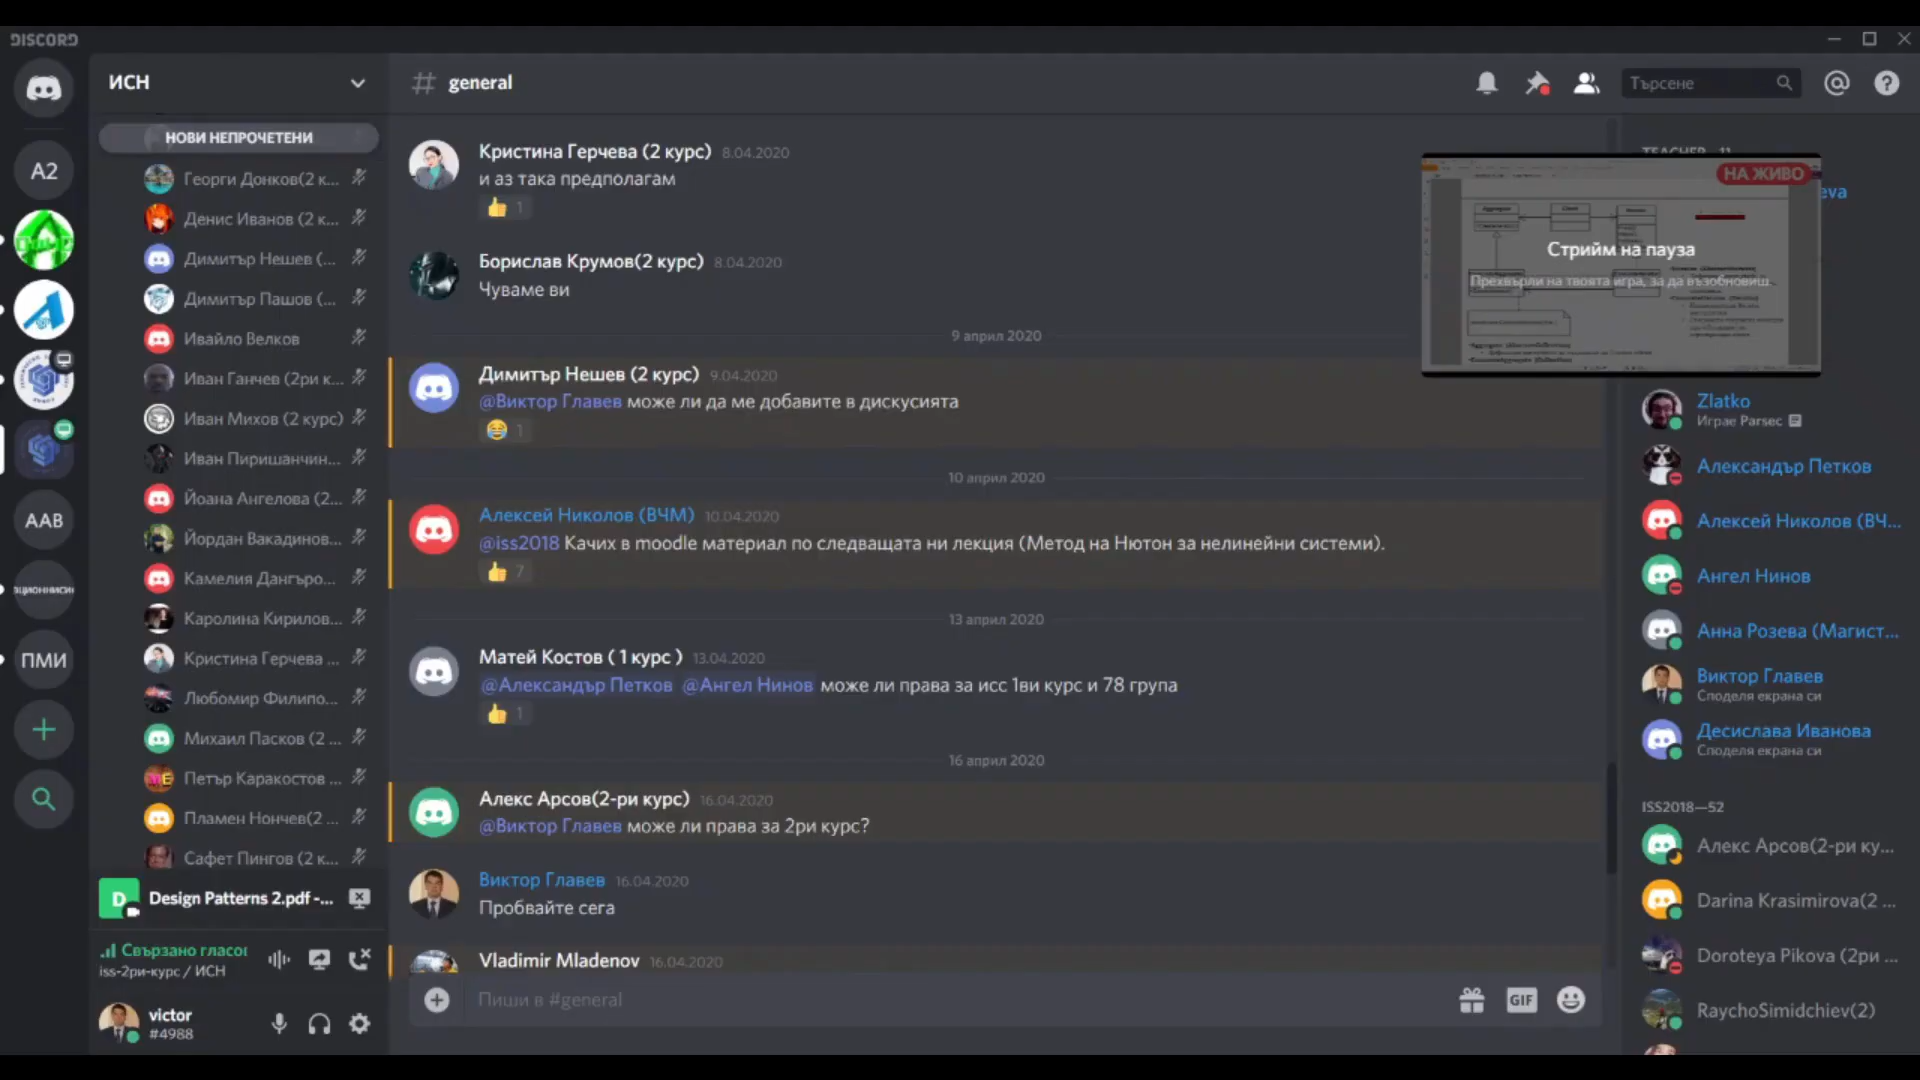 DISCORD
ИСН
general
Търсене
НОВИ НЕПРОЧЕТЕНИ
A2
AAB
ПМИ
Георги Донков(2 к...
Денис Иванов (2 к...
Димитър Нешев (...
Димитър Пашов (...
Ивайло Велков
Иван Ганчев (2ри к...
Иван Михов (2 курс)
Иван Пиришанчин...
Йоана Ангелова (2...
Йордан Вакадинов...
Камелия Дангъро...
Каролина Кирилов...
Кристина Герчева ...
Любомир Филипо...
Михаил Пасков (2 ...
Петър Каракостов ...
Пламен Нончев(2 ...
Сафет Пингов (2 к...
D
Design Patterns 2.pdf -...
Свързано гласов
iss-2ри-курс / ИСН
victor
#4988
Кристина Герчева (2 курс) 8.04.2020
и аз така предполагам
1
Борислав Крумов(2 курс) 8.04.2020
Чуваме ви
9 април 2020
Димитър Нешев (2 курс) 9.04.2020
@Виктор Главев може ли да ме добавите в дискусията
1
10 април 2020
Алексей Николов (ВЧМ) 10.04.2020
@iss2018 Качих в moodle материал по следващата ни лекция (Метод на Нютон за нелинейни системи).
7
13 април 2020
Матей Костов ( 1 курс ) 13.04.2020
@Александър Петков @Ангел Нинов може ли права за исс 1ви курс и 78 група
1
16 април 2020
Алекс Арсов(2-ри курс) 16.04.2020
@Виктор Главев може ли права за 2ри курс?
Виктор Главев 16.04.2020
Пробвайте сега
Vladimir Mladenov 16.04.2020
Пиши в #general
GIF
TEACHER—11
eva
НА ЖИВО
Стрийм на пауза
Прехвърли на твоята игра, за да възобновиш.
Zlatko
Играе Parsec
Александър Петков
Алексей Николов (ВЧ...
Ангел Нинов
Анна Розева (Магист...
Виктор Главев
Споделя екрана си
Десислава Иванова
Споделя екрана си
ISS2018—52
Алекс Арсов(2-ри ку...
Darina Krasimirova(2 ...
Doroteya Pikova (2ри ...
RaychoSimidchiev(2)